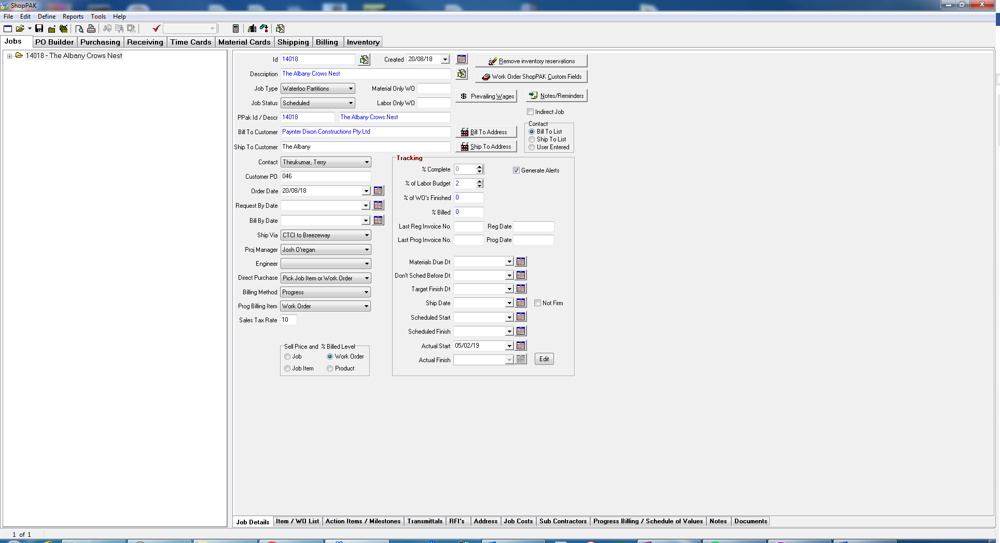 ShopPAK
File Edit Define Reports Tools Help
Jobs PO Builder Purchasing Receiving Time Cards Material Cards Shipping Billing Inventory
14018 - The Albany Crows Nest
Id 14018 Created 20/08/18 Remove inventory reservations
Description The Albany Crows Nest Work Order ShopPAK Custom Fields
Job Type Waterloo Partitions Material Only WO
Prevailing Wages Notes/Reminders
Job Status Scheduled Labor Only WO
Indirect Job
PPak Id / Descr 14018 The Albany Crows Nest
Contact
Bill To Customer Paynter Dixon Constructions Pty Ltd Bill To Address Bill To List
Ship To List
Ship To Customer The Albany Ship To Address User Entered
Contact Thirukumar, Terry
Customer PO 046
Order Date 20/08/18
Request By Date
Bill By Date
Ship Via CTCI to Breezeway
Proj Manager Josh O'regan
Engineer
Direct Purchase Pick Job Item or Work Order
Billing Method Progress
Prog Billing Item Work Order
Sales Tax Rate 10
Sell Price and % Billed Level
Job Work Order
Job Item Product
Tracking
% Complete 0 Generate Alerts
% of Labor Budget 2
% of WO's Finished 0
% Billed 0
Last Reg Invoice No. Reg Date
Last Prog Invoice No. Prog Date
Materials Due Dt
Don't Sched Before Dt
Target Finish Dt
Ship Date Not Firm
Scheduled Start
Scheduled Finish
Actual Start 05/02/19
Actual Finish Edit
Job Details Item / WO List Action Items / Milestones Transmittals RFI's Address Job Costs Sub Contractors Progress Billing / Schedule of Values Notes Documents
1 of 1